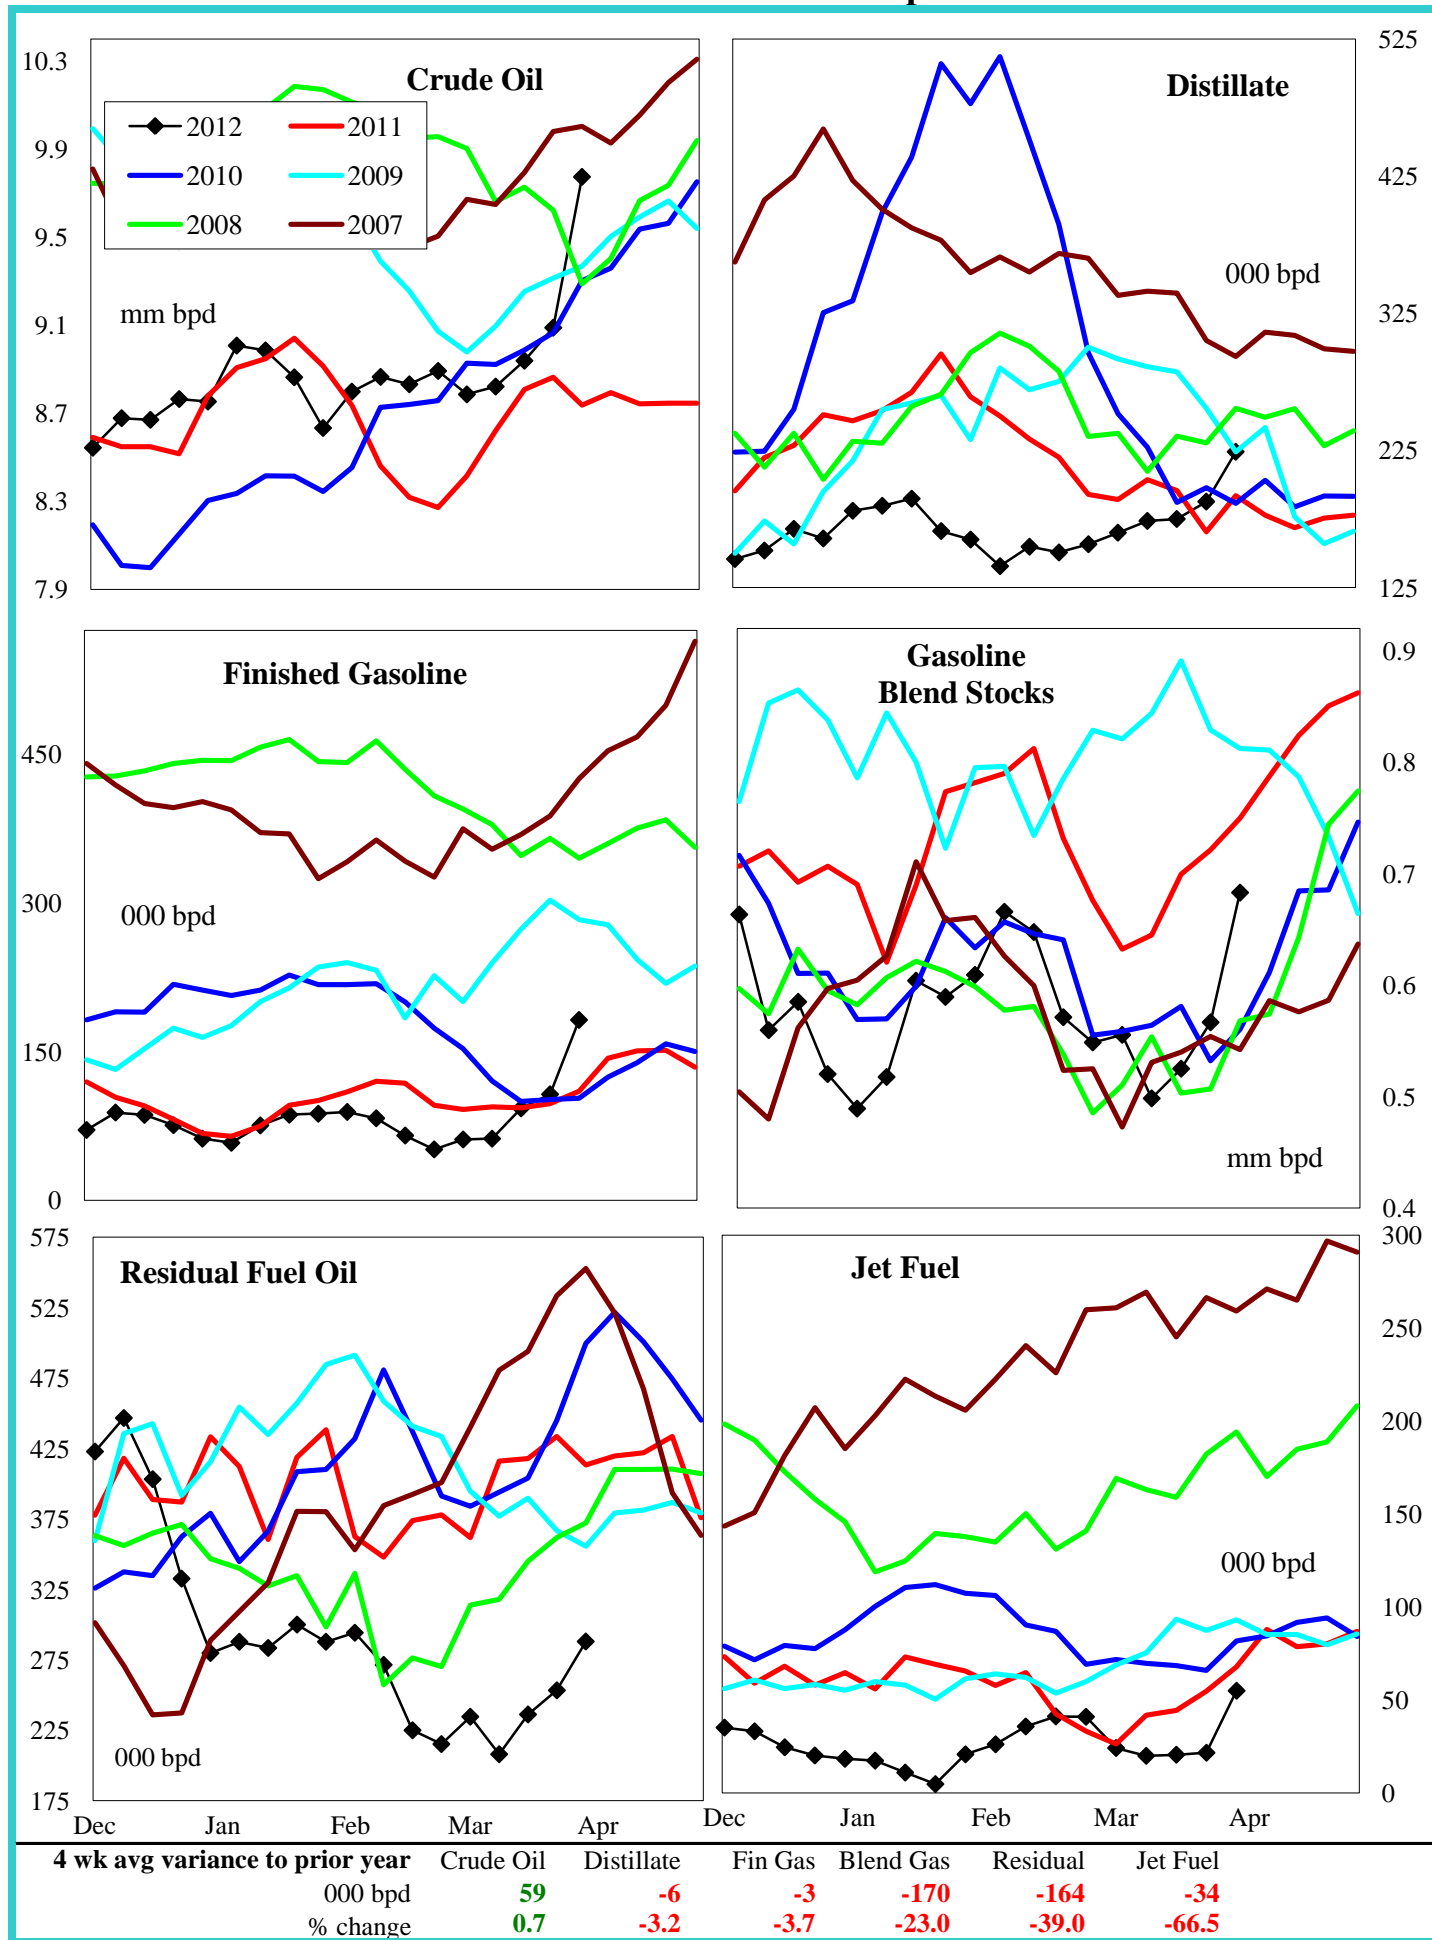 10.3
9.9
9.5
9.1
8.7
8.3
7.9
Crude Oil
2012 2011
2010 2009
2008 2007
mm bpd
Distillate
000 bpd
525
425
325
225
125
Finished Gasoline
000 bpd
450
300
150
0
Gasoline
Blend Stocks
mm bpd
0.9
0.8
0.7
0.6
0.5
0.4
575
525
475
425
375
325
275
225
175
Residual Fuel Oil
000 bpd
Dec Jan Feb Mar Apr
Jet Fuel
000 bpd
300
250
200
150
100
50
0
Dec Jan Feb Mar Apr
4 wk avg variance to prior year Crude Oil Distillate Fin Gas Blend Gas Residual Jet Fuel
000 bpd 59 -6 -3 -170 -164 -34
% change 0.7 -3.2 -3.7 -23.0 -39.0 -66.5